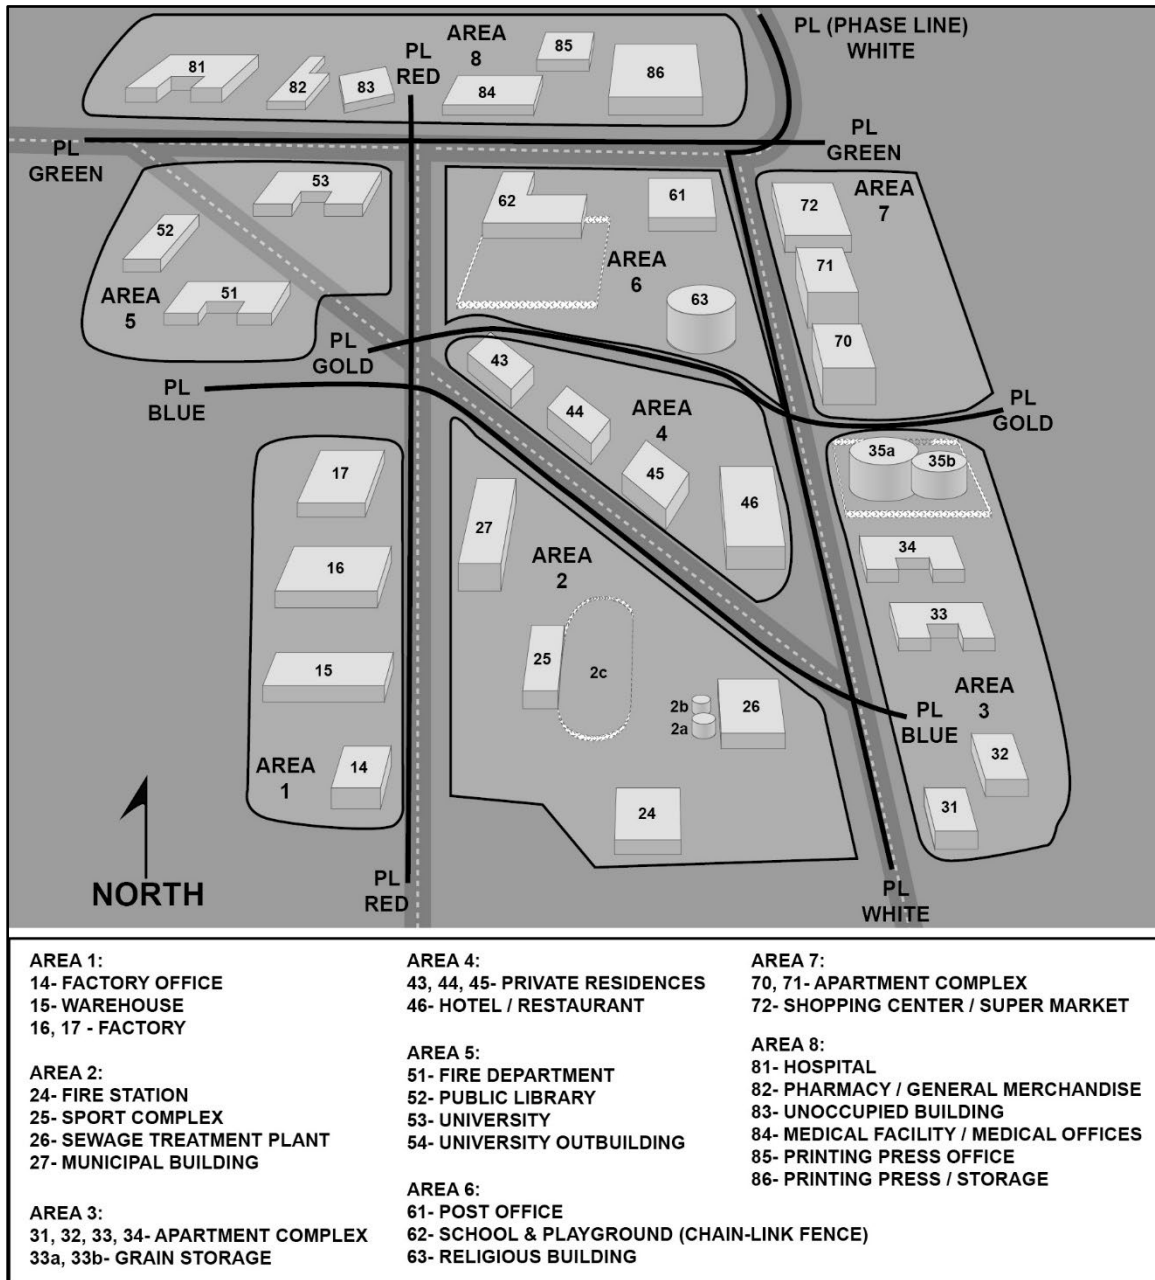 PL (PHASE LINE)
WHITE
AREA
8
85
81
PL
RED
86
82
83
84
PL
GREEN
PL
GREEN
53
AREA
7
62
61
72
52
AREA
6
71
AREA
5
51
63
PL
GOLD
70
43
PL
BLUE
PL
GOLD
44
AREA
4
35a
35b
17
45
46
27
34
AREA
2
16
33
25
2c
15
AREA
3
2b
2a
26
PL
BLUE
AREA
1
14
32
24
31
NORTH
PL
RED
PL
WHITE
AREA 1:
14- FACTORY OFFICE
15- WAREHOUSE
16, 17 - FACTORY
AREA 2:
24- FIRE STATION
25- SPORT COMPLEX
26- SEWAGE TREATMENT PLANT
27- MUNICIPAL BUILDING
AREA 3:
31, 32, 33, 34- APARTMENT COMPLEX
33a, 33b- GRAIN STORAGE
AREA 4:
43, 44, 45- PRIVATE RESIDENCES
46- HOTEL / RESTAURANT
AREA 5:
51- FIRE DEPARTMENT
52- PUBLIC LIBRARY
53- UNIVERSITY
54- UNIVERSITY OUTBUILDING
AREA 6:
61- POST OFFICE
62- SCHOOL & PLAYGROUND (CHAIN-LINK FENCE)
63- RELIGIOUS BUILDING
AREA 7:
70, 71- APARTMENT COMPLEX
72- SHOPPING CENTER / SUPER MARKET
AREA 8:
81- HOSPITAL
82- PHARMACY / GENERAL MERCHANDISE
83- UNOCCUPIED BUILDING
84- MEDICAL FACILITY / MEDICAL OFFICES
85- PRINTING PRESS OFFICE
86- PRINTING PRESS / STORAGE